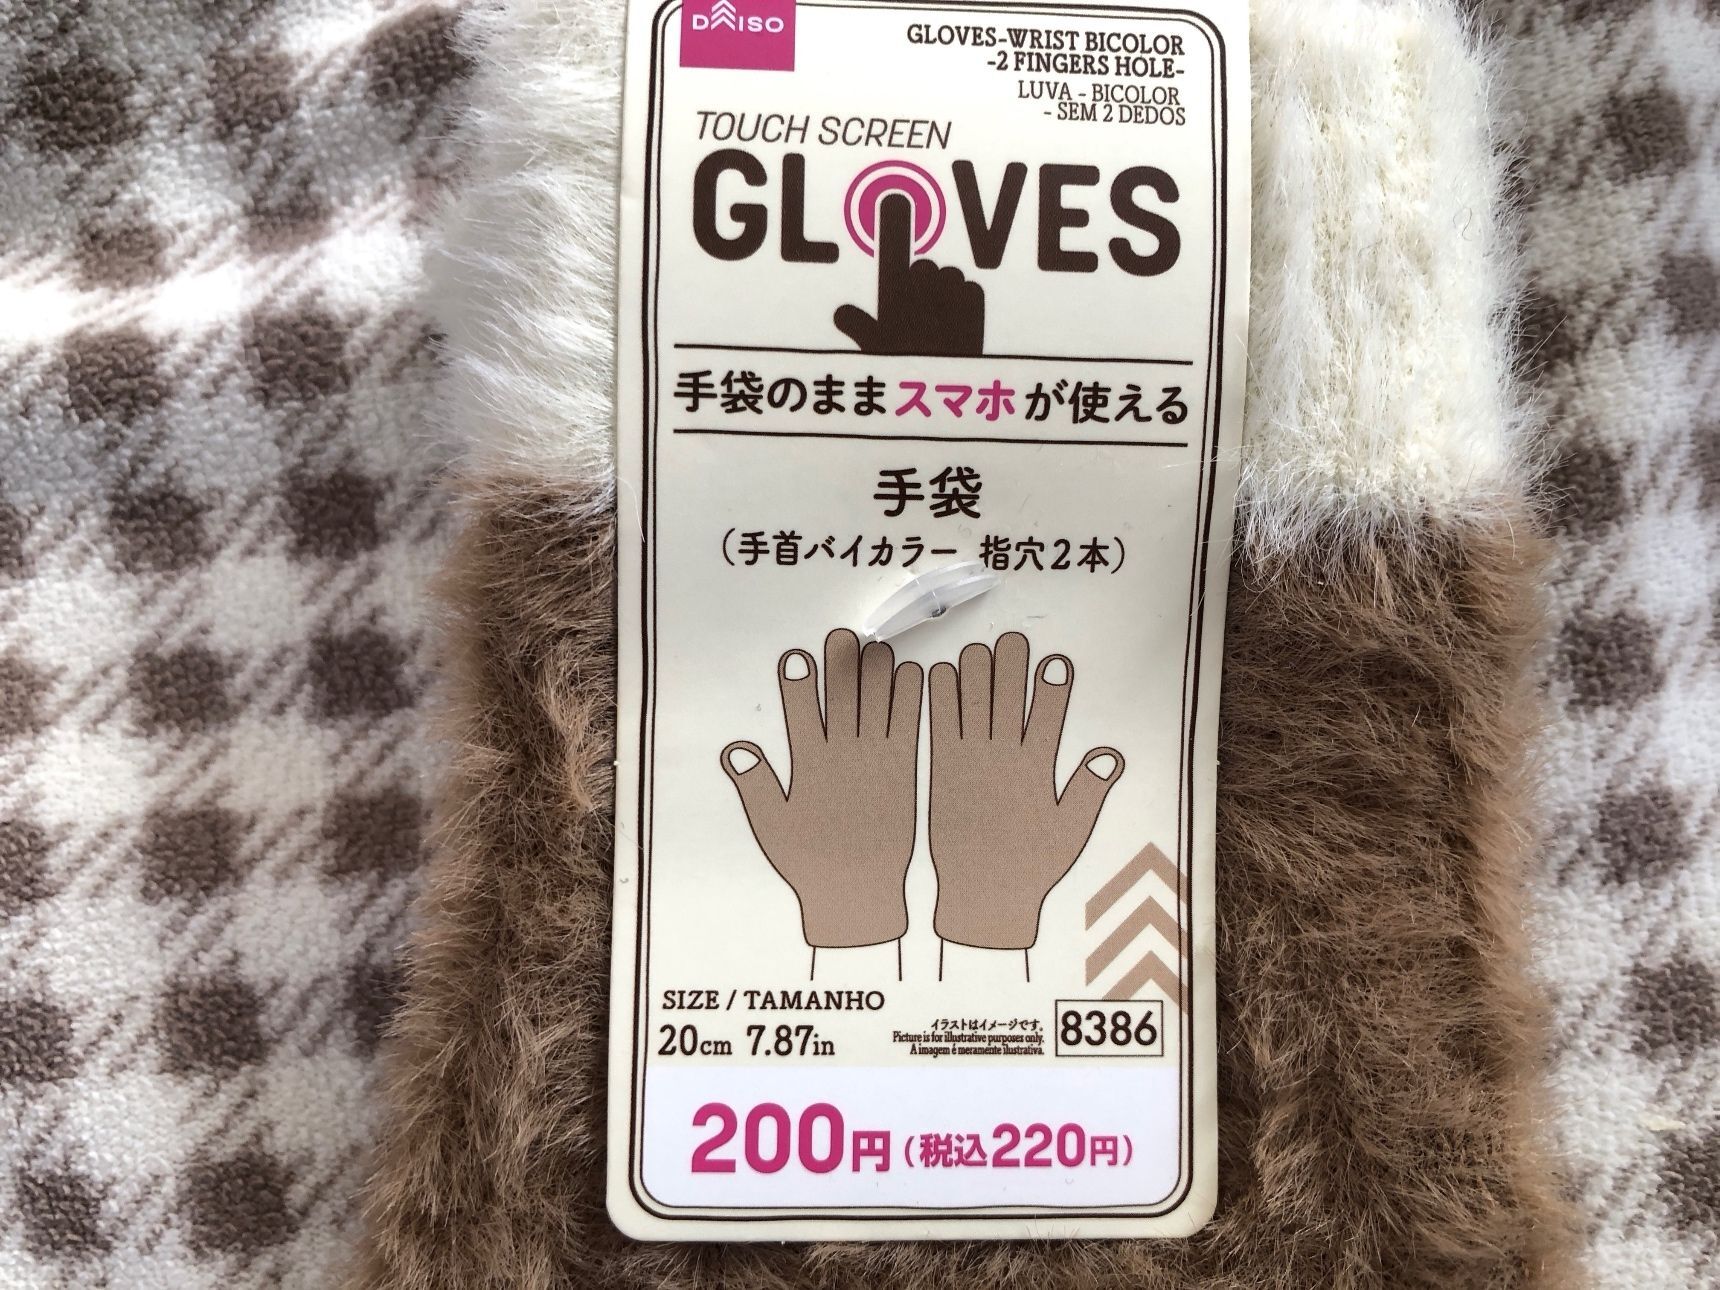 DAISO
GLOVES-WRIST BICOLOR
-2 FINGERS HOLE-
LUVA - BICOLOR
- SEM 2 DEDOS
TOUCH SCREEN
GLOVES
手袋のままスマホが使える
手袋
（手首バイカラー 指穴2本）
SIZE / TAMANHO
20cm 7.87in
イラストはイメージです。
Picture is for illustrative purposes only.
A imagem é meramente ilustrativa.
8386
200円（税込220円）